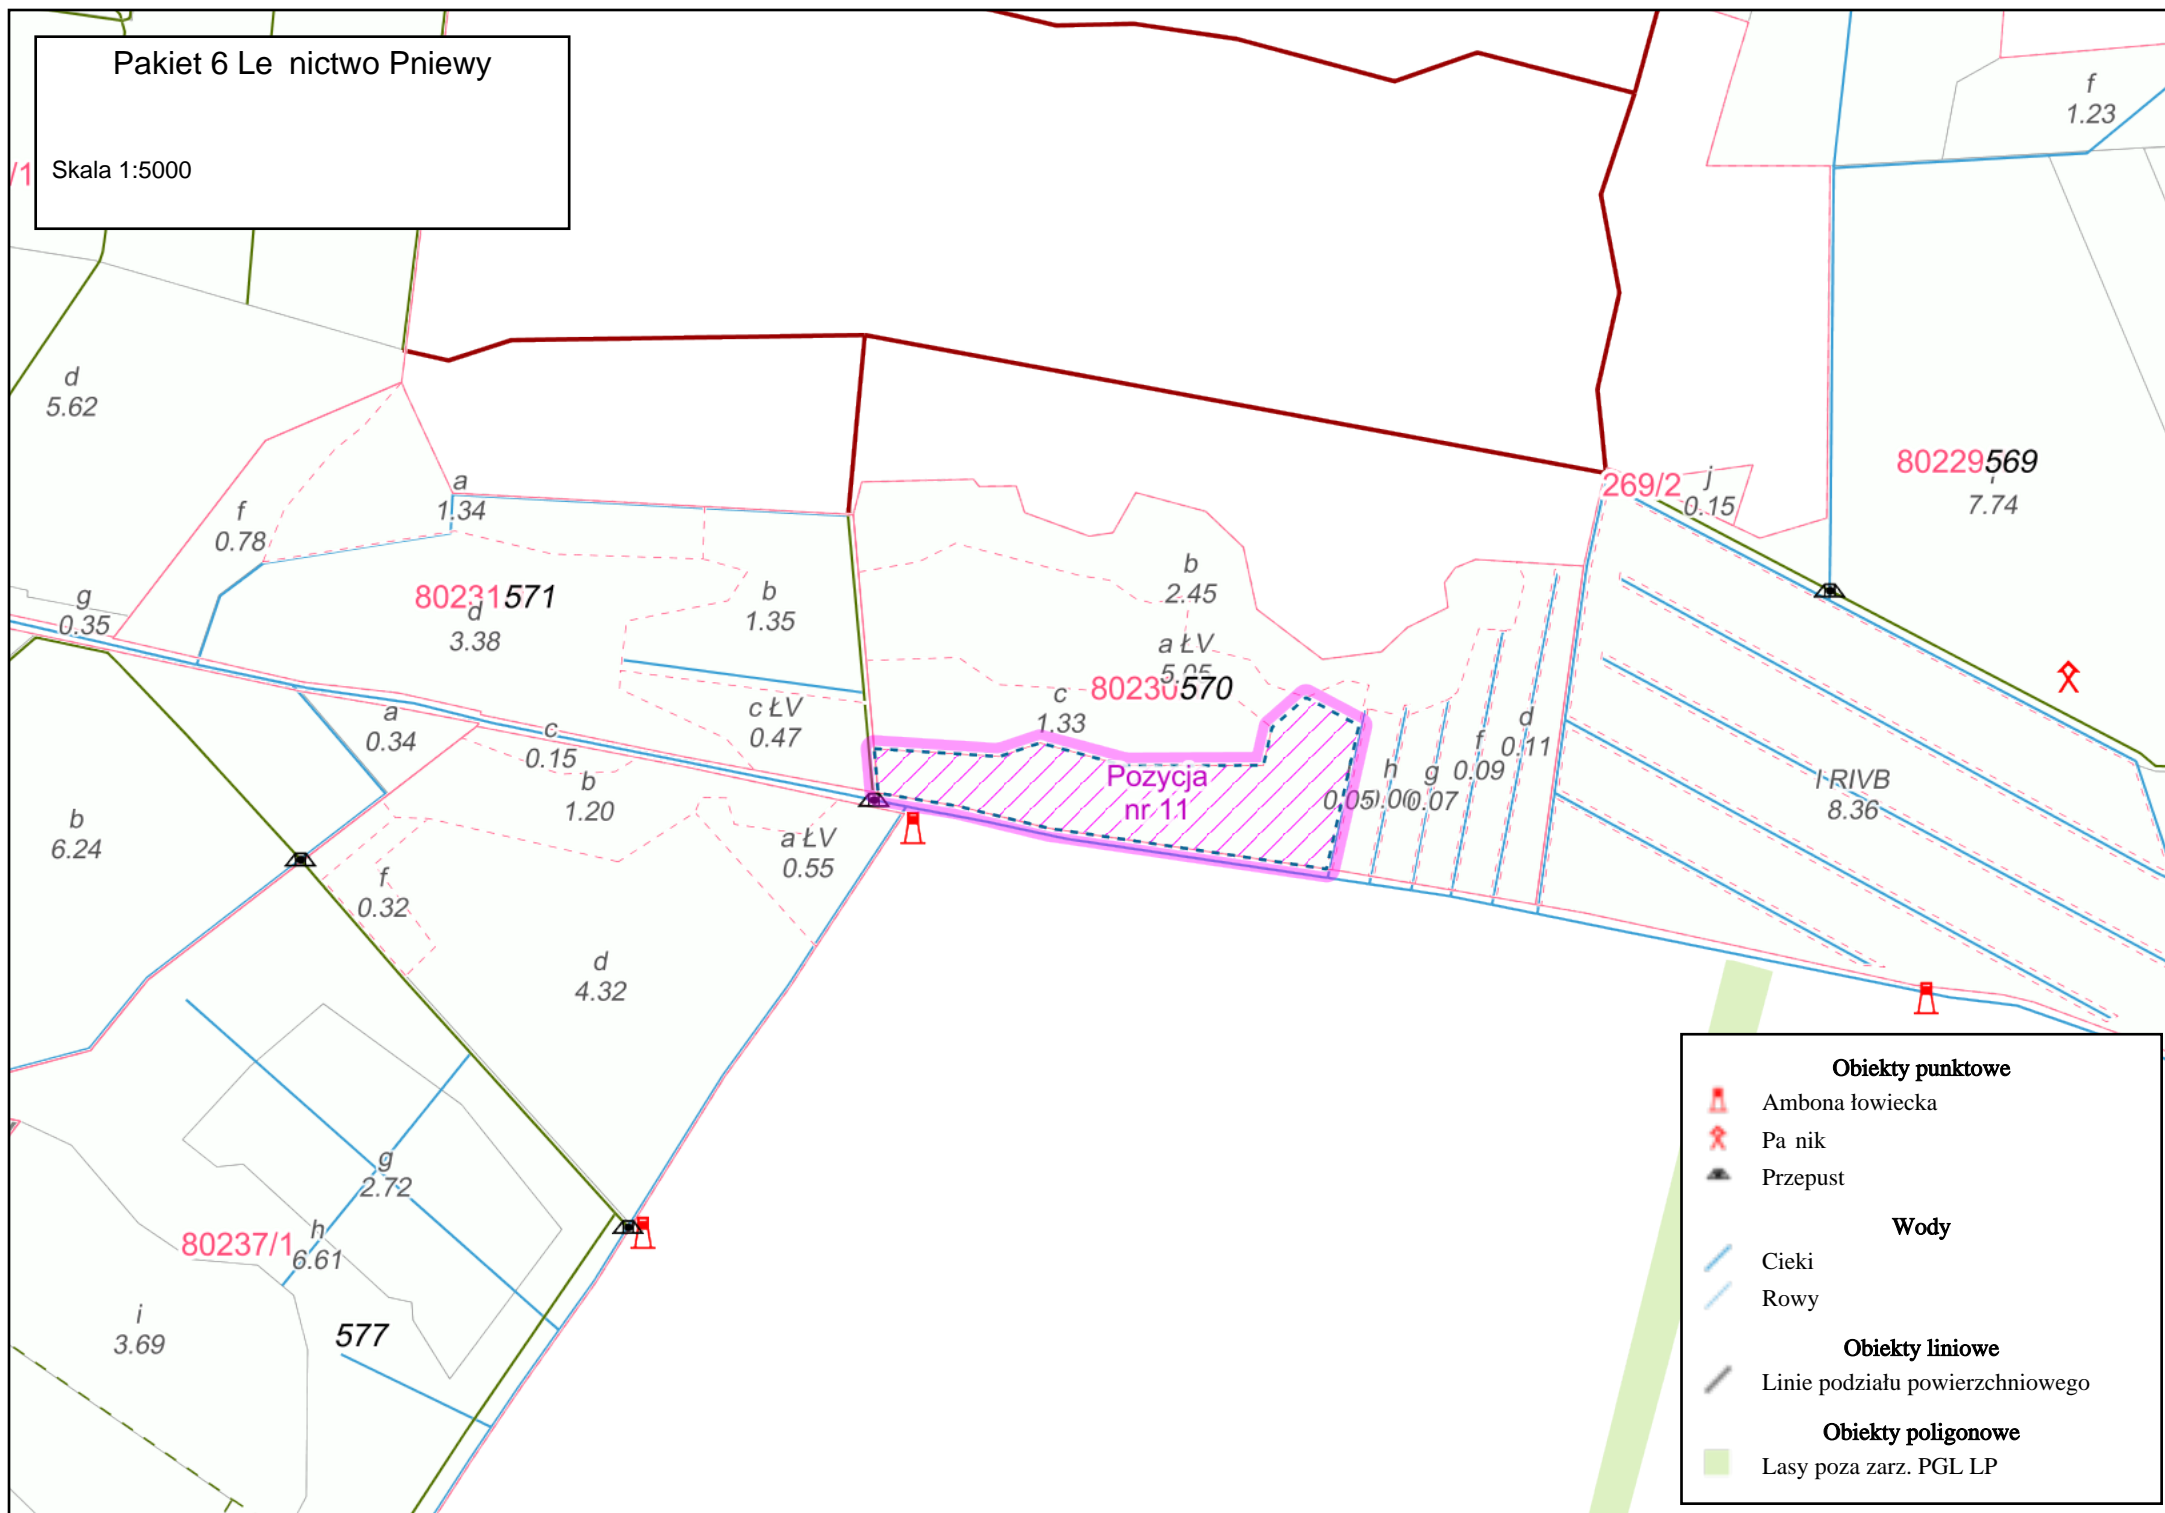 Pakiet 6 Le nictwo Pniewy
Skala 1:5000
/1
f
1.23
d
5.62
80229569
7.74
269/2
j
0.15
a
1.34
f
0.78
g
0.35
80231571
d
3.38
b
1.35
b
2.45
a ŁV
5.05
80230570
c
1.33
c ŁV
0.47
a
0.34
c
0.15
b
1.20
d
0.11
f
0.09
h
g
0.05
0.07
Pozycja
nr 11
I RIVB
8.36
b
6.24
a ŁV
0.55
f
0.32
d
4.32
g
2.72
80237/1
h
6.61
i
3.69
577
Obiekty punktowe
Ambona łowiecka
Pa nik
Przepust
Wody
Cieki
Rowy
Obiekty liniowe
Linie podziału powierzchniowego
Obiekty poligonowe
Lasy poza zarz. PGL LP